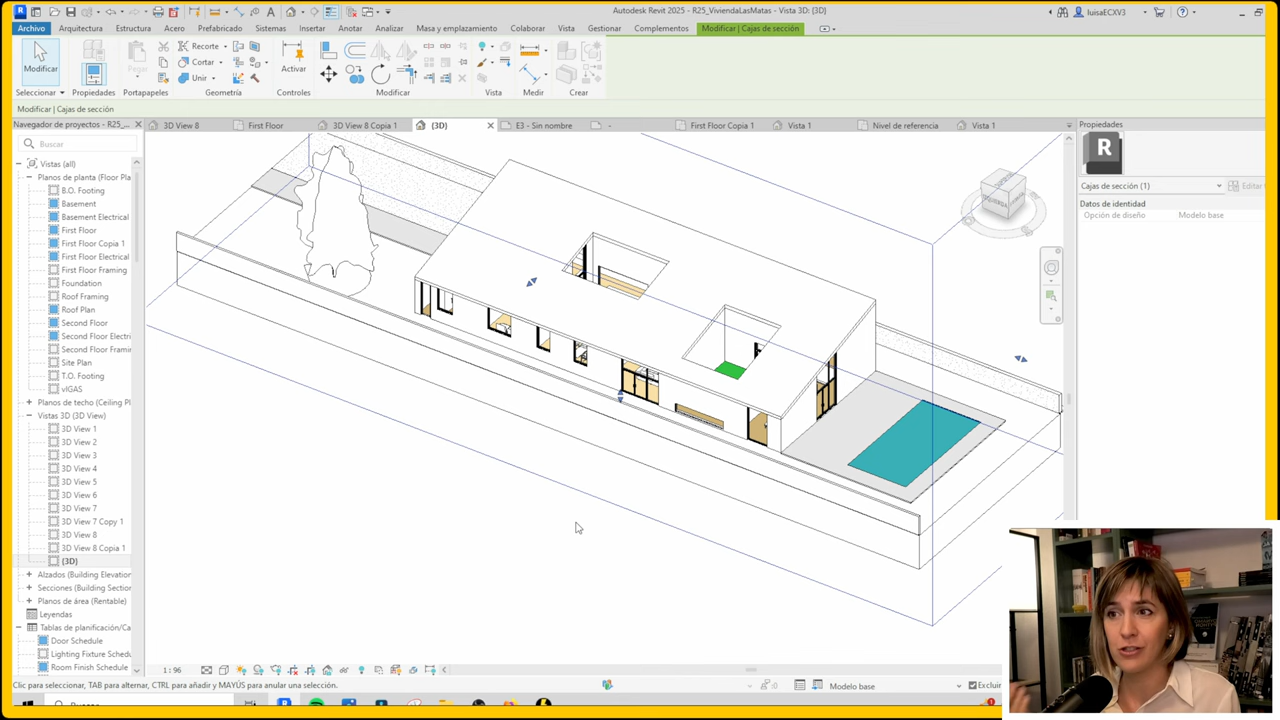 Autodesk Revit 2025 - R25_ViviendaLasMatas - Vista 3D: {3D}
luisaECXV3
Archivo
Arquitectura
Estructura
Acero
Prefabricado
Sistemas
Insertar
Anotar
Analizar
Masa y emplazamiento
Colaborar
Vista
Gestionar
Complementos
Modificar | Cajas de sección
Modificar
Propiedades
Pegar
Recorte
Cortar
Unir
Activar
Seleccionar
Propiedades
Portapapeles
Geometría
Controles
Modificar
Vista
Medir
Crear
Modificar | Cajas de sección
Navegador de proyectos - R25_...
3D View 8
First Floor
3D View 8 Copia 1
{3D}
E3 - Sin nombre
-
First Floor Copia 1
Vista 1
Nivel de referencia
Vista 1
Propiedades
Buscar
R
Cajas de sección (1)
Editar
Datos de identidad
Opción de diseño
Modelo base
Vistas (all)
Planos de planta (Floor Pla
B.O. Footing
Basement
Basement Electrical
First Floor
First Floor Copia 1
First Floor Electrical
First Floor Framing
Foundation
Roof Framing
Roof Plan
Second Floor
Second Floor Electri
Second Floor Framin
Site Plan
T.O. Footing
vIGAS
Planos de techo (Ceiling Pl
Vistas 3D (3D View)
3D View 1
3D View 2
3D View 3
3D View 4
3D View 5
3D View 6
3D View 7
3D View 7 Copy 1
3D View 8
3D View 8 Copia 1
{3D}
Alzados (Building Elevation
Secciones (Building Section
Planos de área (Rentable)
Leyendas
Tablas de planificación/Ca
Door Schedule
Lighting Fixture Schedu
Room Finish Schedule
1 : 96
Clic para seleccionar, TAB para alternar, CTRL para añadir y MAYÚS para anular una selección.
:0
Modelo base
Excluir